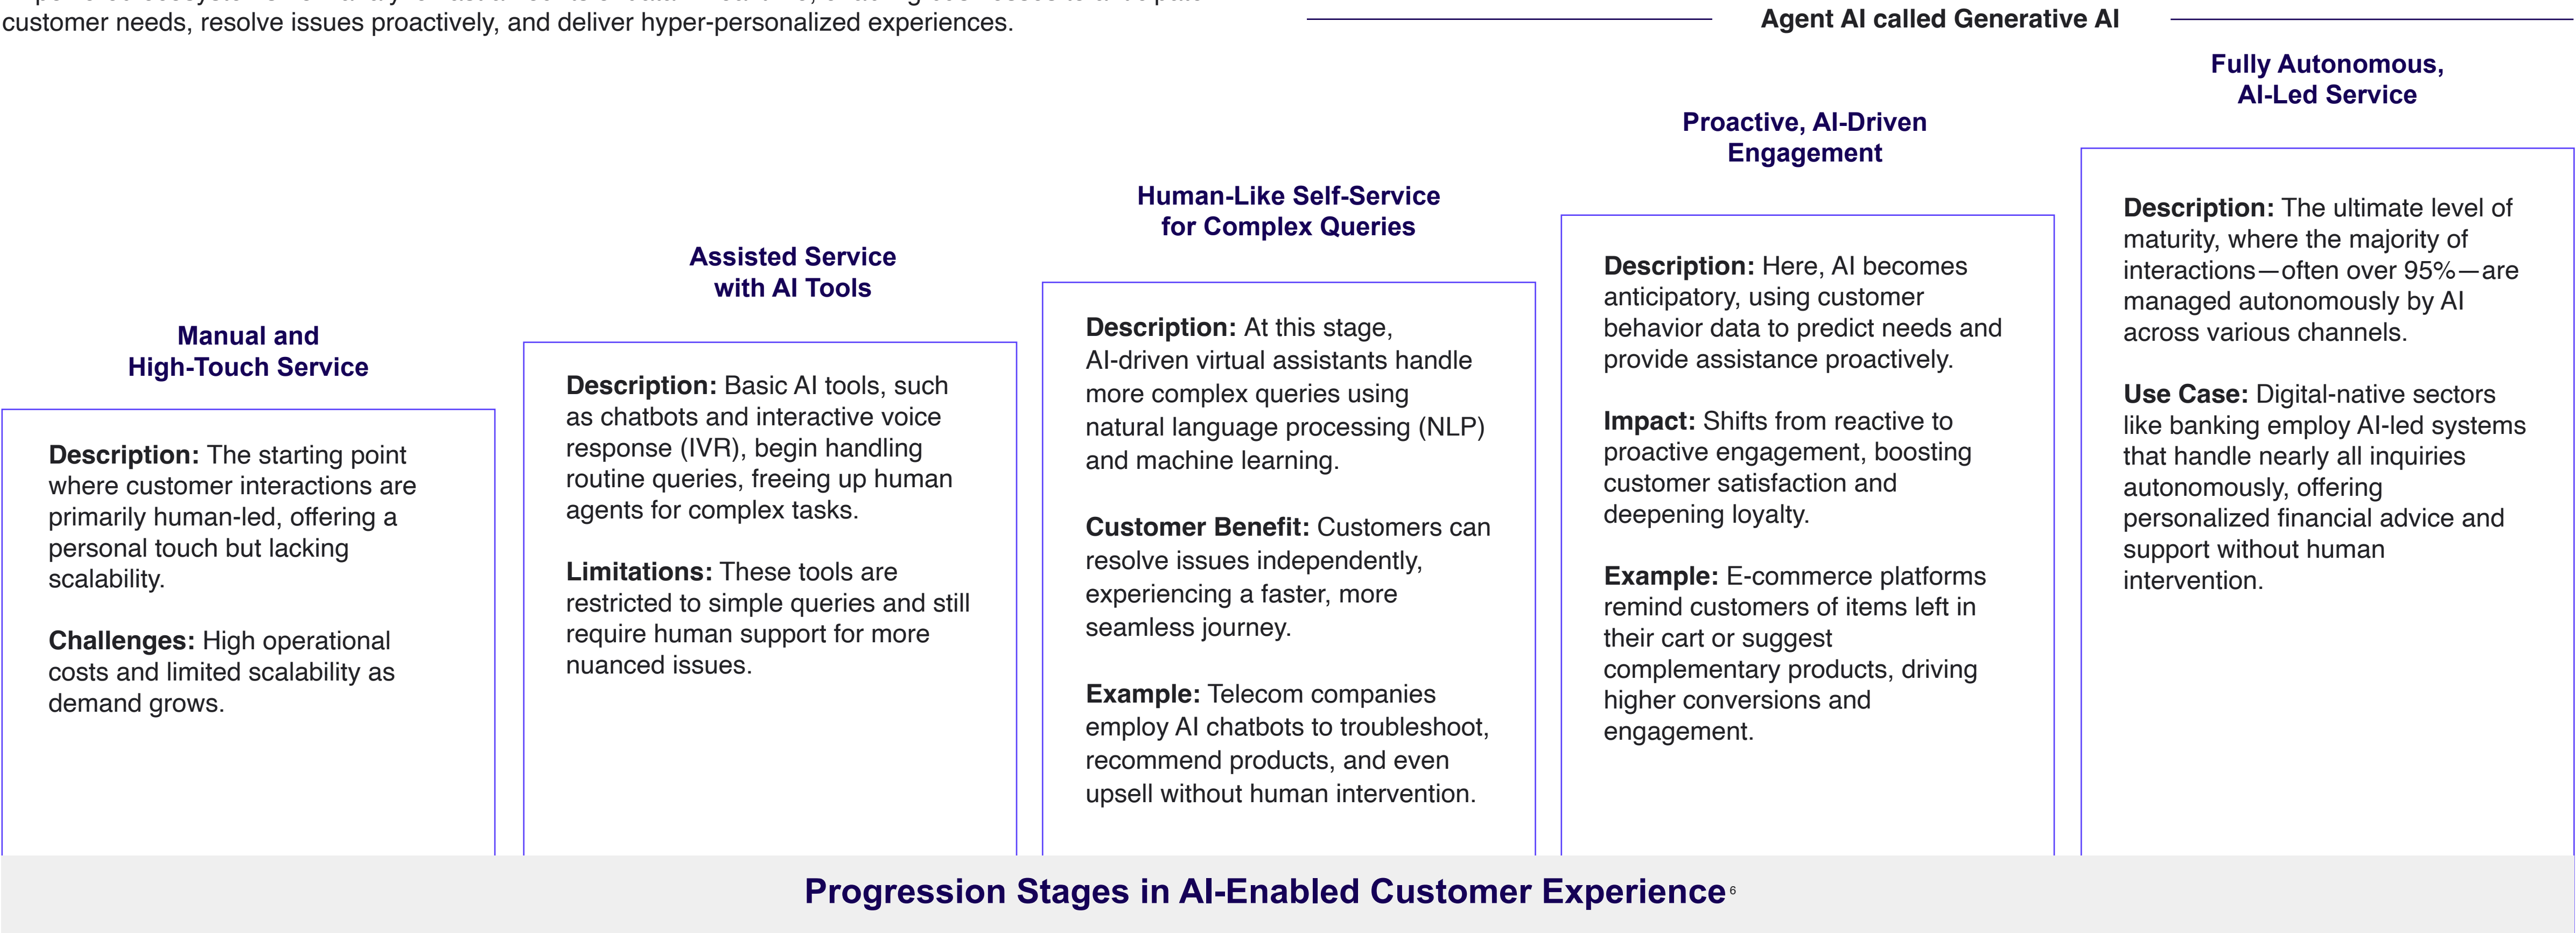 customer needs, resolve issues proactively, and deliver hyper-personalized experiences.
Agent AI called Generative AI
Manual and
High-Touch Service
Description: The starting point
where customer interactions are
primarily human-led, offering a
personal touch but lacking
scalability.
Challenges: High operational
costs and limited scalability as
demand grows.
Assisted Service
with AI Tools
Description: Basic AI tools, such
as chatbots and interactive voice
response (IVR), begin handling
routine queries, freeing up human
agents for complex tasks.
Limitations: These tools are
restricted to simple queries and still
require human support for more
nuanced issues.
Human-Like Self-Service
for Complex Queries
Description: At this stage,
AI-driven virtual assistants handle
more complex queries using
natural language processing (NLP)
and machine learning.
Customer Benefit: Customers can
resolve issues independently,
experiencing a faster, more
seamless journey.
Example: Telecom companies
employ AI chatbots to troubleshoot,
recommend products, and even
upsell without human intervention.
Proactive, AI-Driven
Engagement
Description: Here, AI becomes
anticipatory, using customer
behavior data to predict needs and
provide assistance proactively.
Impact: Shifts from reactive to
proactive engagement, boosting
customer satisfaction and
deepening loyalty.
Example: E-commerce platforms
remind customers of items left in
their cart or suggest
complementary products, driving
higher conversions and
engagement.
Fully Autonomous,
AI-Led Service
Description: The ultimate level of
maturity, where the majority of
interactions—often over 95%—are
managed autonomously by AI
across various channels.
Use Case: Digital-native sectors
like banking employ AI-led systems
that handle nearly all inquiries
autonomously, offering
personalized financial advice and
support without human
intervention.
Progression Stages in AI-Enabled Customer Experience 6